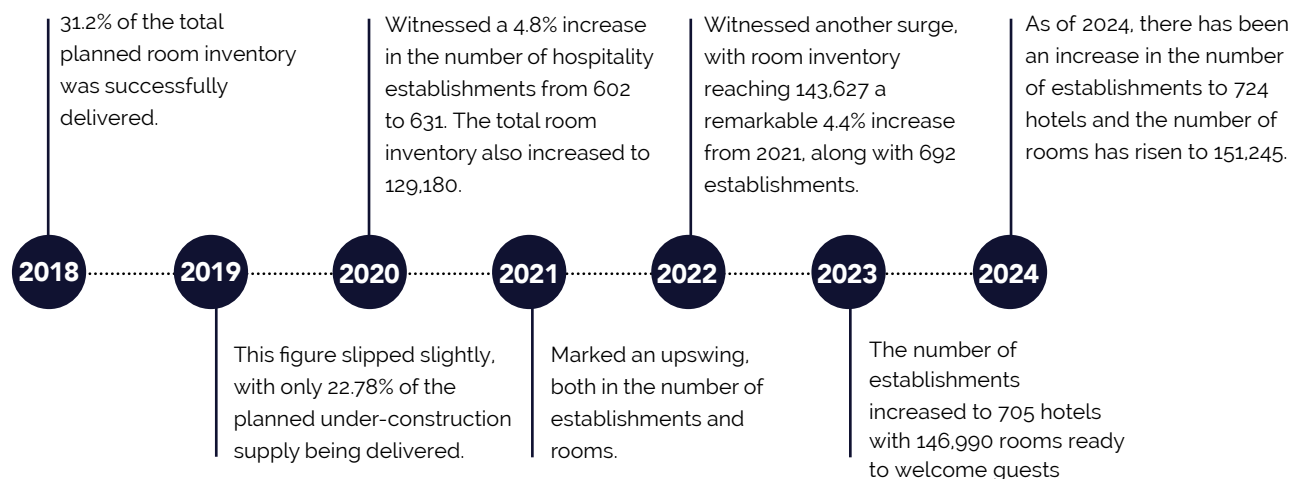 31.2% of the total
planned room inventory
was successfully
delivered.
Witnessed a 4.8% increase
in the number of hospitality
establishments from 602
to 631. The total room
inventory also increased to
129,180.
Witnessed another surge,
with room inventory
reaching 143,627 a
remarkable 4.4% increase
from 2021, along with 692
establishments.
As of 2024, there has been
an increase in the number
of establishments to 724
hotels and the number of
rooms has risen to 151,245.
2018
2019
2020
2021
2022
2023
2024
This figure slipped slightly,
with only 22.78% of the
planned under-construction
supply being delivered.
Marked an upswing,
both in the number of
establishments and
rooms.
The number of
establishments
increased to 705 hotels
with 146,990 rooms ready
to welcome guests